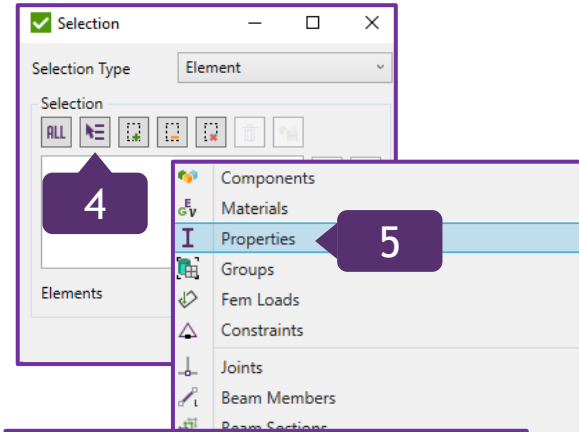 Selection
Selection Type Element
Selection
ALL
4
Components
EGV Materials
Properties 5
Groups
Elements Fem Loads
Constraints
Joints
Beam Members
Beam Sections